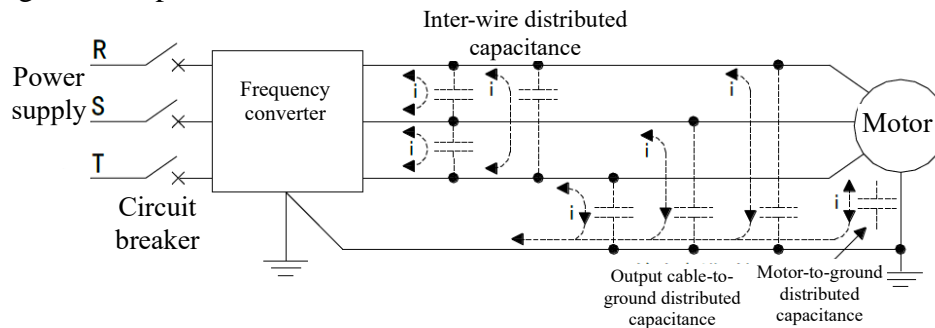 Inter-wire distributed
capacitance
R
Power
supply
S
T
Frequency
converter
Circuit
breaker
i
i
i
i
i
i
i
i
Motor
Output cable-to-
ground distributed
capacitance
Motor-to-ground
distributed
capacitance